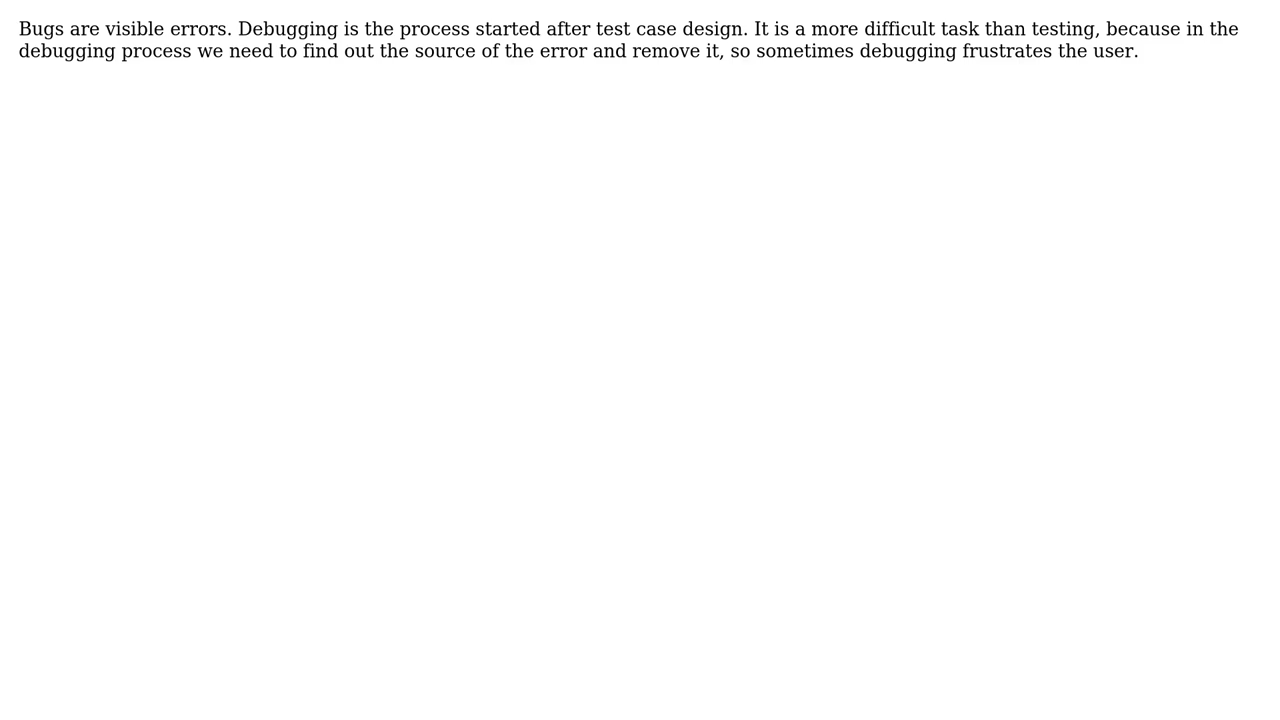 Bugs are visible errors. Debugging is the process started after test case design. It is a more difficult task than testing, because in the
debugging process we need to find out the source of the error and remove it, so sometimes debugging frustrates the user.